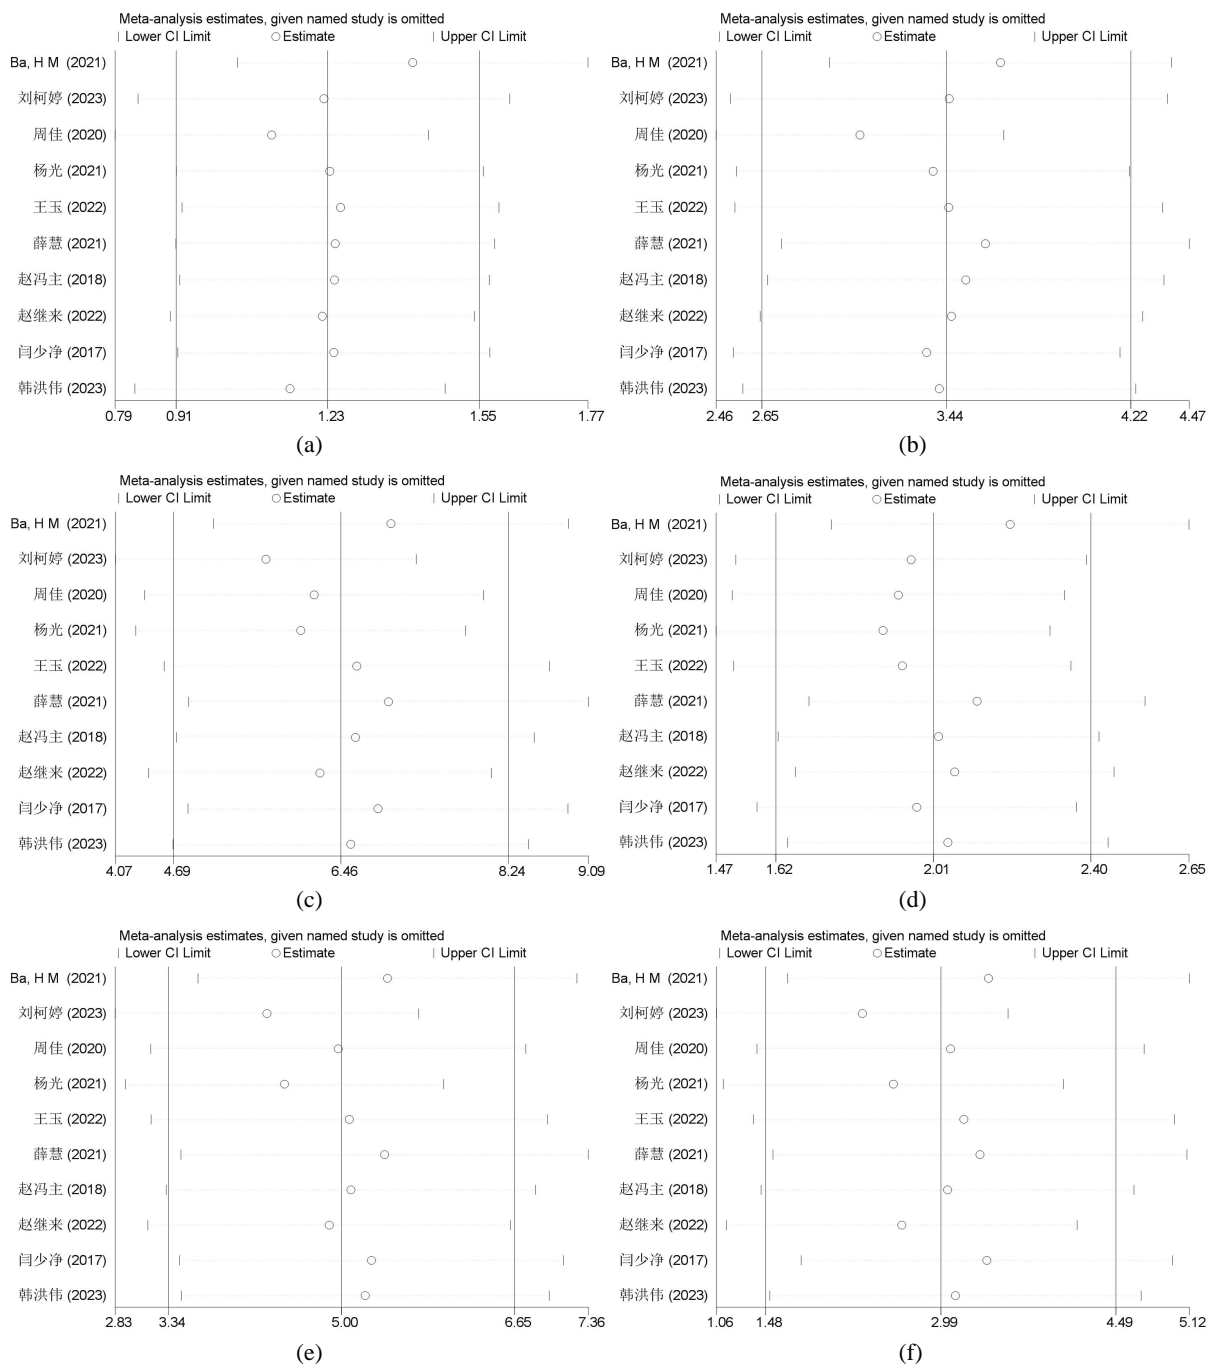 Meta-analysis estimates, given named study is omitted
Lower CI Limit Estimate Upper CI Limit
Ba, H M (2021)
刘柯婷 (2023)
周佳 (2020)
杨光 (2021)
王玉 (2022)
薛慧 (2021)
赵冯主 (2018)
赵继来 (2022)
闫少净 (2017)
韩洪伟 (2023)
0.79 0.91 1.23 1.55 1.77
(a)
Meta-analysis estimates, given named study is omitted
Lower CI Limit Estimate Upper CI Limit
Ba, H M (2021)
刘柯婷 (2023)
周佳 (2020)
杨光 (2021)
王玉 (2022)
薛慧 (2021)
赵冯主 (2018)
赵继来 (2022)
闫少净 (2017)
韩洪伟 (2023)
2.46 2.65 3.44 4.22 4.47
(b)
Meta-analysis estimates, given named study is omitted
Lower CI Limit Estimate Upper CI Limit
Ba, H M (2021)
刘柯婷 (2023)
周佳 (2020)
杨光 (2021)
王玉 (2022)
薛慧 (2021)
赵冯主 (2018)
赵继来 (2022)
闫少净 (2017)
韩洪伟 (2023)
4.07 4.69 6.46 8.24 9.09
(c)
Meta-analysis estimates, given named study is omitted
Lower CI Limit Estimate Upper CI Limit
Ba, H M (2021)
刘柯婷 (2023)
周佳 (2020)
杨光 (2021)
王玉 (2022)
薛慧 (2021)
赵冯主 (2018)
赵继来 (2022)
闫少净 (2017)
韩洪伟 (2023)
1.47 1.62 2.01 2.40 2.65
(d)
Meta-analysis estimates, given named study is omitted
Lower CI Limit Estimate Upper CI Limit
Ba, H M (2021)
刘柯婷 (2023)
周佳 (2020)
杨光 (2021)
王玉 (2022)
薛慧 (2021)
赵冯主 (2018)
赵继来 (2022)
闫少净 (2017)
韩洪伟 (2023)
2.83 3.34 5.00 6.65 7.36
(e)
Meta-analysis estimates, given named study is omitted
Lower CI Limit Estimate Upper CI Limit
Ba, H M (2021)
刘柯婷 (2023)
周佳 (2020)
杨光 (2021)
王玉 (2022)
薛慧 (2021)
赵冯主 (2018)
赵继来 (2022)
闫少净 (2017)
韩洪伟 (2023)
1.06 1.48 2.99 4.49 5.12
(f)